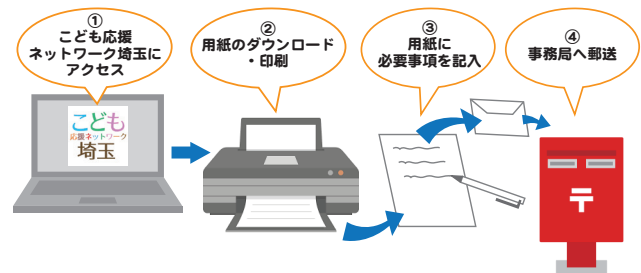 ①
こども応援
ネットワーク埼玉に
アクセス
②
用紙のダウンロード
・印刷
③
用紙に
必要事項を記入
④
事務局へ郵送
こども
応援ネットワーク
埼玉
〒